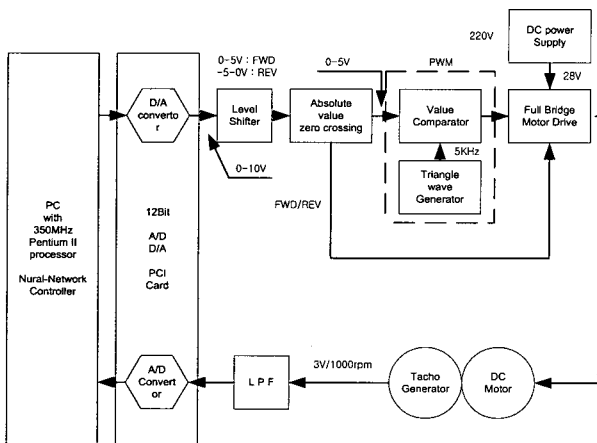 220V
DC power
Supply
0-5V : FWD
-5-0V : REV
0-5V
PWM
28V
D/A
converto
r
Level
Shifter
Absolute
value
zero crossing
Value
Comparator
Full Bridge
Motor Drive
0-10V
5KHz
Triangle
wave
Generator
FWD/REV
PC
with
350MHz
Pentium II
processor
Nural-Network
Controller
12Bit
A/D
D/A
PCI
Card
A/D
Convert
or
L P F
3V/1000rpm
Tacho
Generator
DC
Motor